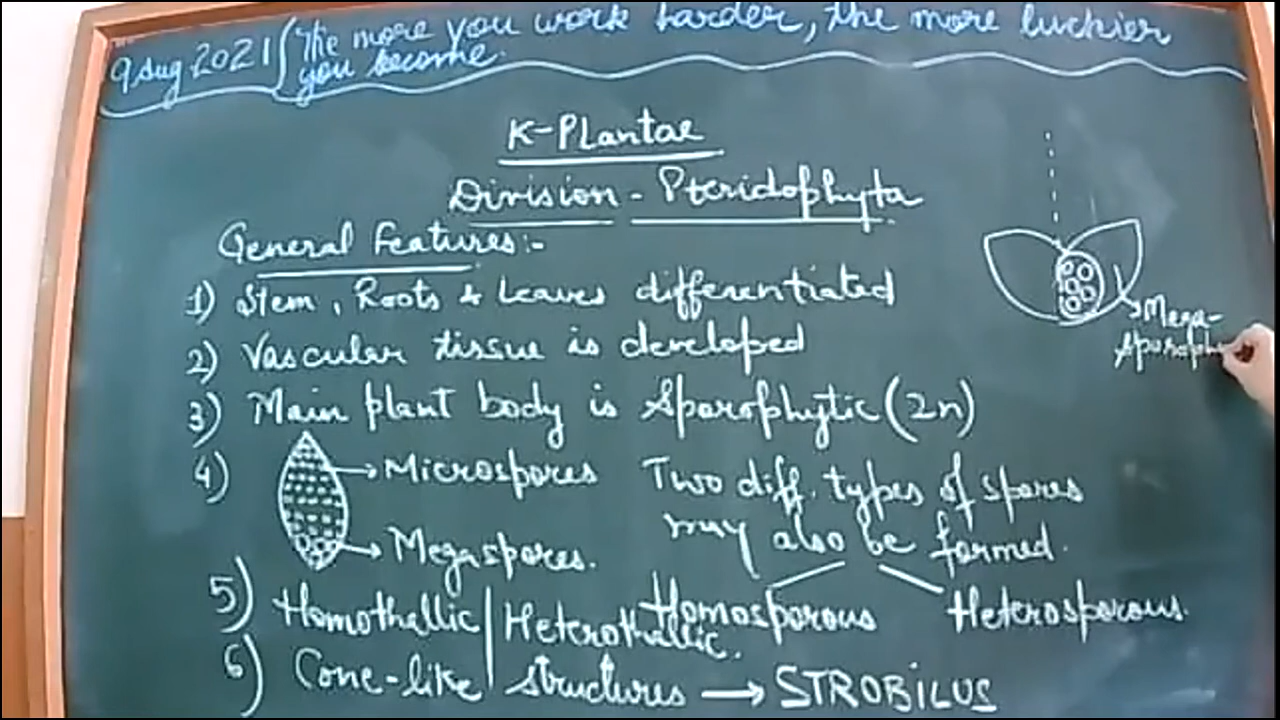 9 Aug 2021 The more you work harder, the more luckier
you become.
K-Plantae
Division - Pteridophyta
General Features:-
1) Stem, Roots & Leaves differentiated
2) Vascular tissue is developed
3) Main plant body is Sporophytic (2n)
4) Microspores
Megaspores.
Two diff. types of spores
may also be formed.
Homosporous Heterosporous.
5) Homothallic / Heterothallic.
6) Cone-like structures → STROBILUS
Mega-
Sporoph